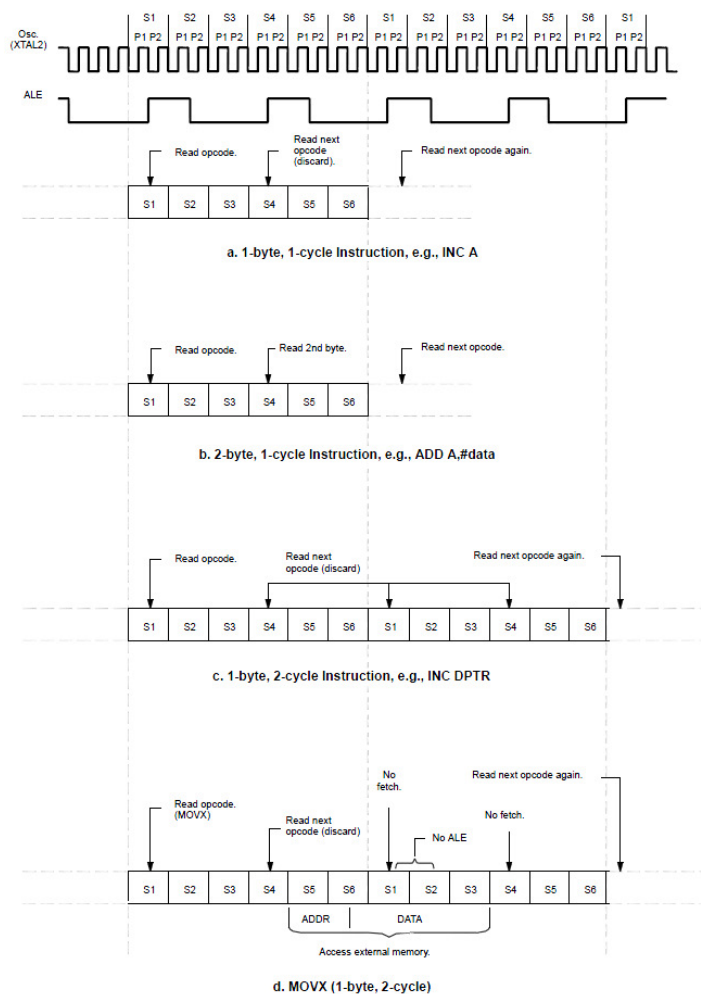 S1 S2 S3 S4 S5 S6 S1 S2 S3 S4 S5 S6 S1
Osc.
(XTAL2)
P1 P2 P1 P2 P1 P2 P1 P2 P1 P2 P1 P2 P1 P2 P1 P2 P1 P2 P1 P2 P1 P2 P1 P2 P1 P2
ALE
Read opcode.
Read next
opcode
(discard).
Read next opcode again.
S1 S2 S3 S4 S5 S6
a. 1-byte, 1-cycle Instruction, e.g., INC A
Read opcode.
Read 2nd byte.
Read next opcode.
S1 S2 S3 S4 S5 S6
b. 2-byte, 1-cycle Instruction, e.g., ADD A,#data
Read opcode.
Read next
opcode (discard)
Read next opcode again.
S1 S2 S3 S4 S5 S6 S1 S2 S3 S4 S5 S6
c. 1-byte, 2-cycle Instruction, e.g., INC DPTR
Read opcode.
(MOVX)
Read next
opcode (discard)
No
fetch.
No ALE
No fetch.
Read next opcode again.
S1 S2 S3 S4 S5 S6 S1 S2 S3 S4 S5 S6
ADDR DATA
Access external memory.
d. MOVX (1-byte, 2-cycle)